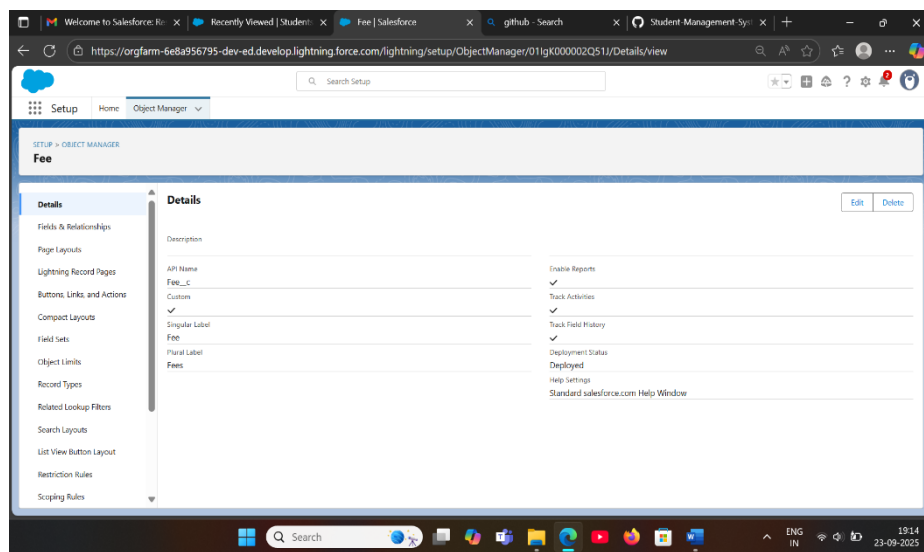 Welcome to Salesforce: Re
Recently Viewed | Students
Fee | Salesforce
github - Search
Student-Management-Syst
https://orgfarm-6e8a956795-dev-ed.develop.lightning.force.com/lightning/setup/ObjectManager/01IgK000002Q51J/Details/view
Search Setup
2
Setup
Home
Object Manager
SETUP > OBJECT MANAGER
Fee
Details
Fields & Relationships
Page Layouts
Lightning Record Pages
Buttons, Links, and Actions
Compact Layouts
Field Sets
Object Limits
Record Types
Related Lookup Filters
Search Layouts
List View Button Layout
Restriction Rules
Scoping Rules
Details
Edit
Delete
Description
API Name
Fee__c
Custom
Singular Label
Fee
Plural Label
Fees
Enable Reports
Track Activities
Track Field History
Deployment Status
Deployed
Help Settings
Standard salesforce.com Help Window
Search
ENG
IN
19:14
23-09-2025